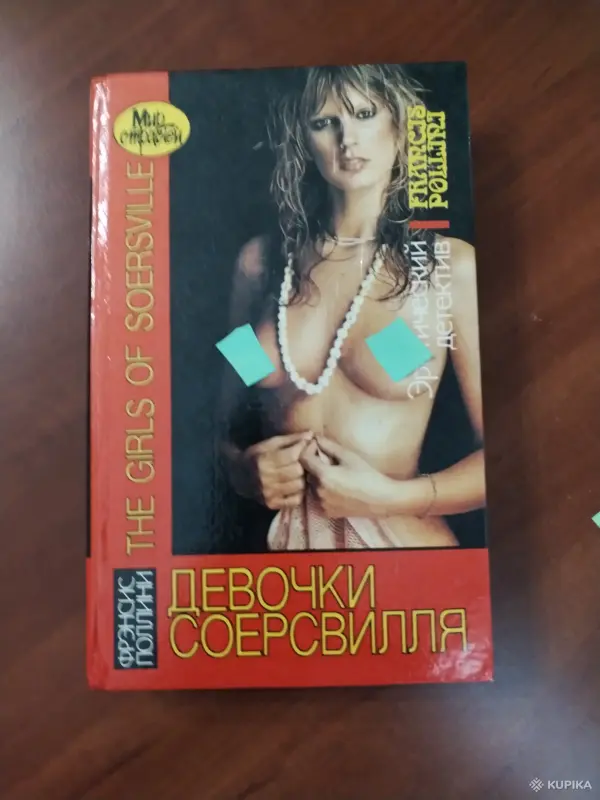 Мир
страстей
THE GIRLS OF SOERSVILLE
FRANCIS
POLLINI
Эротический
детектив
ФРЭНСИС
ПОЛЛИНИ
ДЕВОЧКИ
СОЕРСВИЛЛЯ
KUPIKA